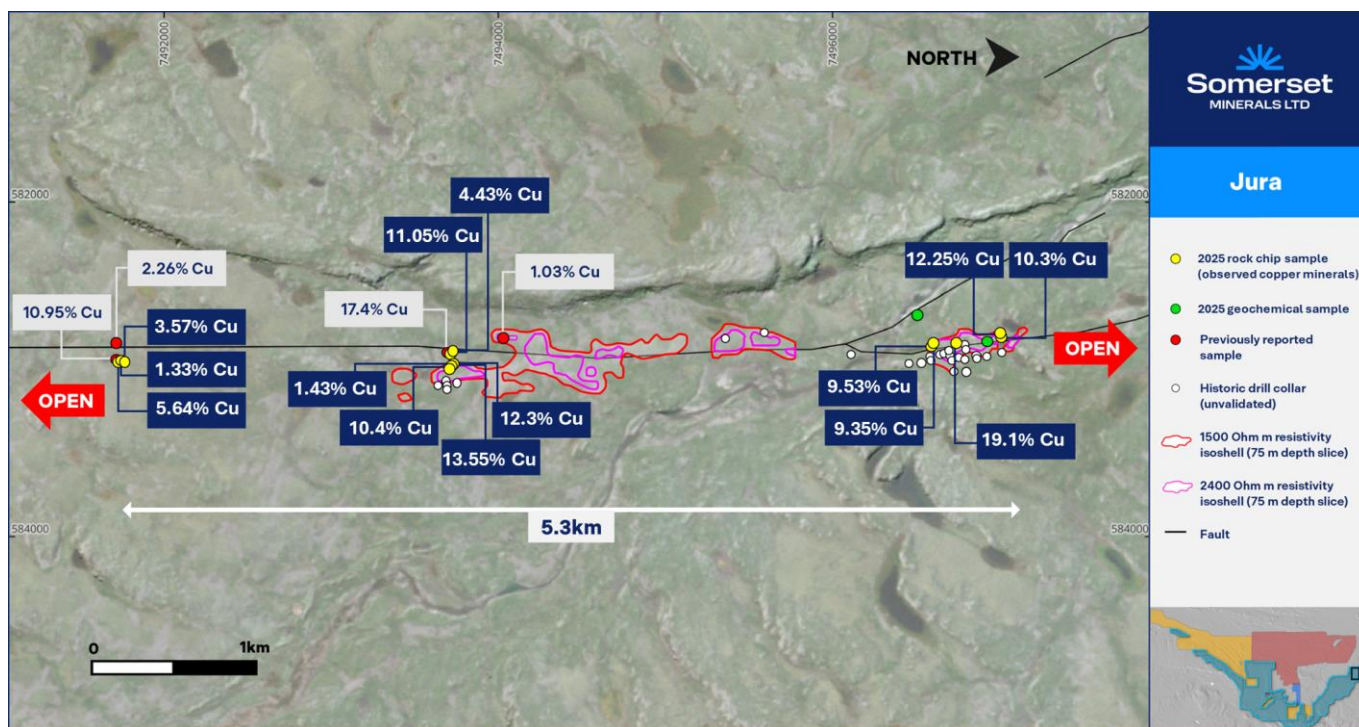 7492000
7494000
7496000
NORTH
582000
582000
4.43% Cu
11.05% Cu
2.26% Cu
1.03% Cu
12.25% Cu
10.3% Cu
10.95% Cu
3.57% Cu
17.4% Cu
1.33% Cu
OPEN
5.64% Cu
1.43% Cu
10.4% Cu
12.3% Cu
13.55% Cu
9.53% Cu
9.35% Cu
19.1% Cu
OPEN
5.3km
584000
584000
0
1km
Somerset
MINERALS LTD
Jura
2025 rock chip sample
(observed copper minerals)
2025 geochemical sample
Previously reported
sample
Historic drill collar
(unvalidated)
1500 Ohm m resistivity
isoshell (75 m depth slice)
2400 Ohm m resistivity
isoshell (75 m depth slice)
Fault